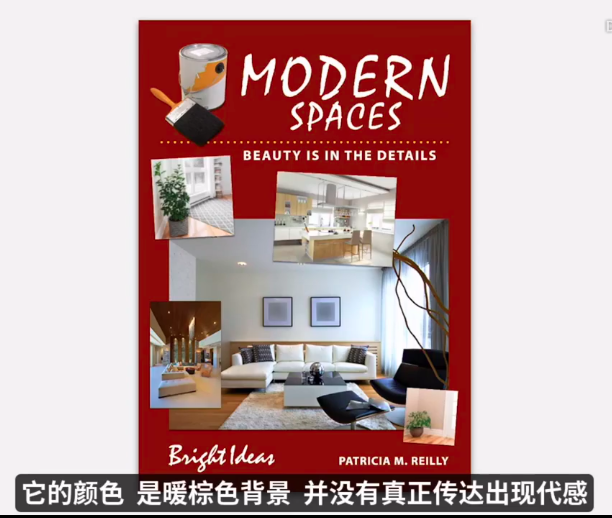 MODERN
SPACES
BEAUTY IS IN THE DETAILS
Bright Ideas
PATRICIA M. REILLY
它的颜色 是暖棕色背景 并没有真正传达出现代感